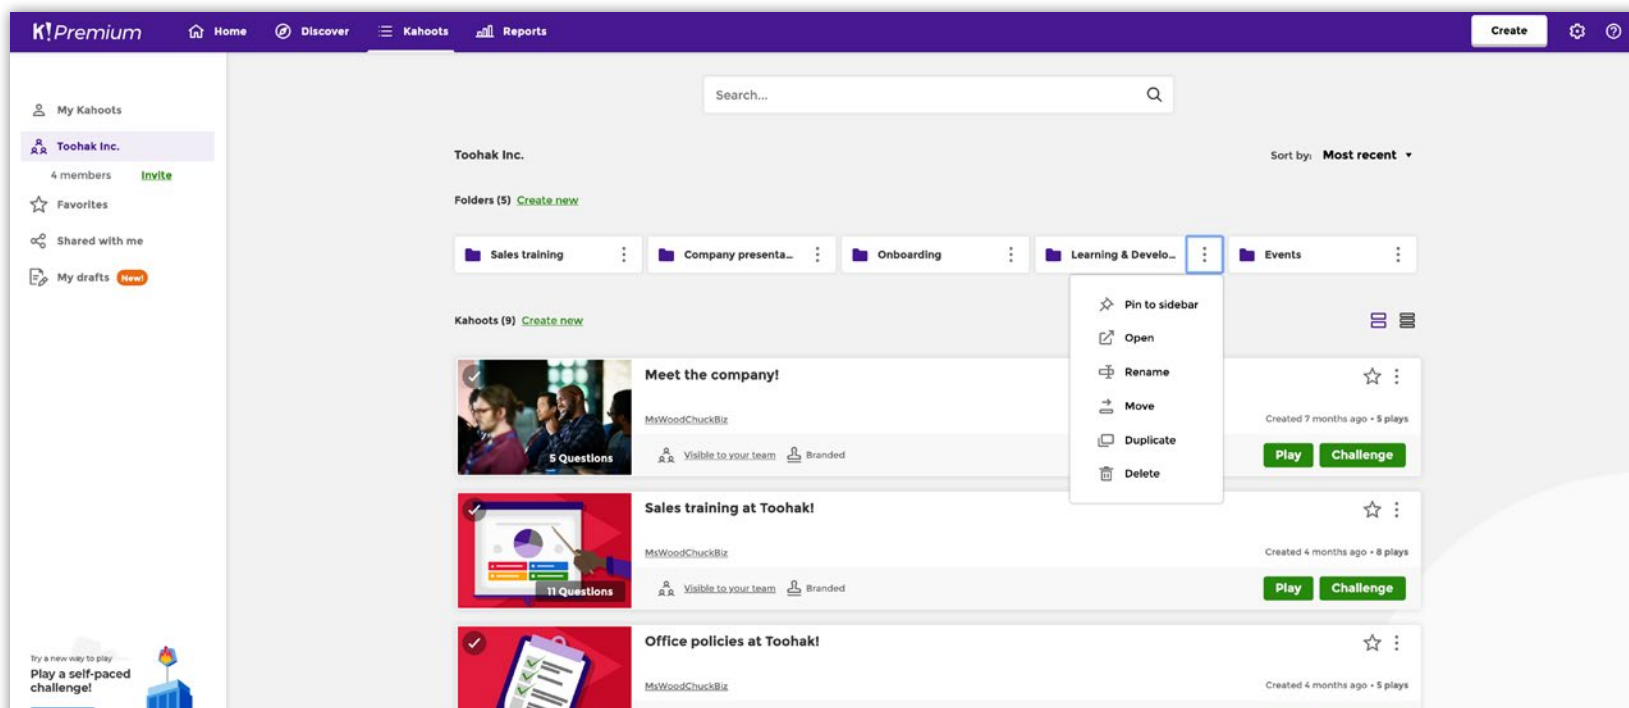 K! Premium
Home
Discover
Kahoots
Reports
Create
Search...
My Kahoots
Toohak Inc.
4 members Invite
Favorites
Shared with me
My drafts New!
Toohak Inc.
Sort by: Most recent
Folders (5) Create new
Sales training
Company presenta...
Onboarding
Learning & Develo...
Events
Pin to sidebar
Open
Rename
Move
Duplicate
Delete
Kahoots (9) Create new
5 Questions
Meet the company!
MsWoodChuckBiz
Created 7 months ago • 5 plays
Visible to your team
Branded
Play
Challenge
11 Questions
Sales training at Toohak!
MsWoodChuckBiz
Created 4 months ago • 8 plays
Visible to your team
Branded
Play
Challenge
Office policies at Toohak!
MsWoodChuckBiz
Created 4 months ago • 5 plays
Try a new way to play
Play a self-paced
challenge!